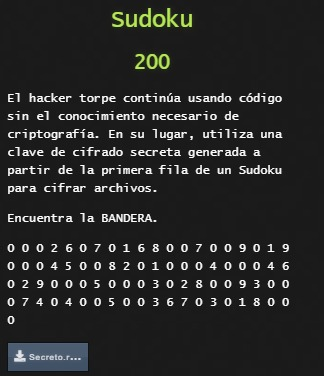 Sudoku
200
El hacker torpe continúa usando código
sin el conocimiento necesario de
criptografía. En su lugar, utiliza una
clave de cifrado secreta generada a
partir de la primera fila de un Sudoku
para cifrar archivos.
Encuentra la BANDERA.
0 0 0 2 6 0 7 0 1 6 8 0 0 7 0 0 9 0 1 9
0 0 0 4 5 0 0 8 2 0 1 0 0 0 4 0 0 0 4 6
0 2 9 0 0 0 5 0 0 0 3 0 2 8 0 0 9 3 0 0
0 7 4 0 4 0 0 5 0 0 3 6 7 0 3 0 1 8 0 0
0
Secreto.r...